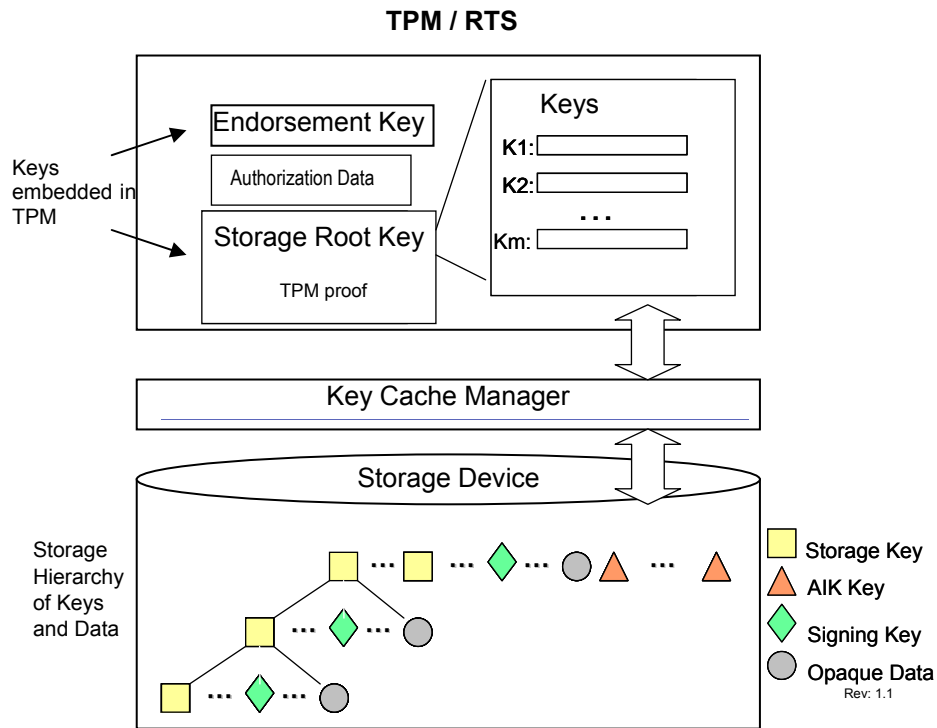 TPM / RTS
Keys
embedded in
TPM
Endorsement Key
Authorization Data
Storage Root Key
TPM proof
Keys
K1:
K2:
...
Km:
Key Cache Manager
Storage Device
Storage
Hierarchy
of Keys
and Data
... ... ... ...
... ...
... ...
Storage Key
AIK Key
Signing Key
Opaque Data
Rev: 1.1